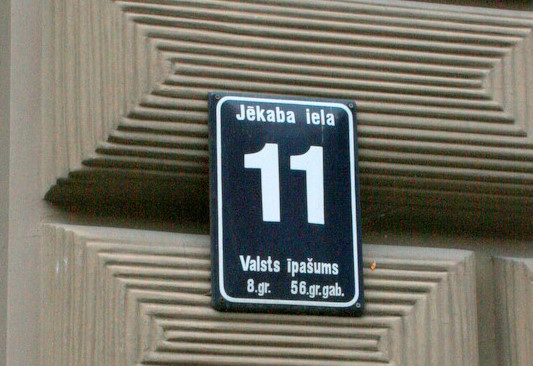 Jēkaba iela
11
Valsts īpašums
8.gr. 56.gr.gab.